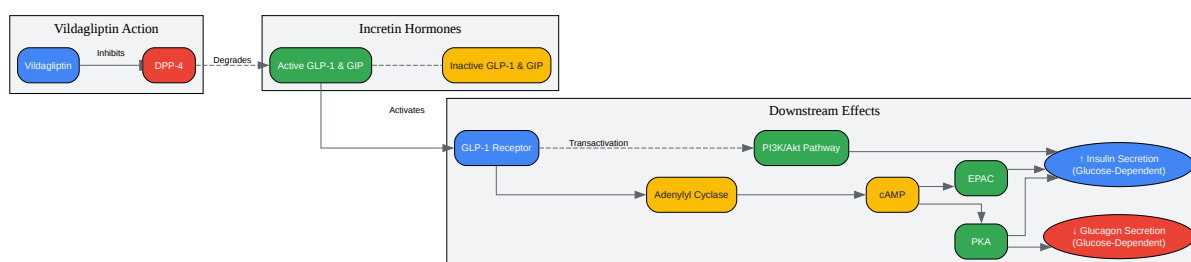 Vildagliptin Action
Incretin Hormones
Vildagliptin
Inhibits
DPP-4
Degrades
Active GLP-1 & GIP
Inactive GLP-1 & GIP
Activates
Downstream Effects
GLP-1 Receptor
Transactivation
PI3K/Akt Pathway
↑ Insulin Secretion
(Glucose-Dependent)
Adenylyl Cyclase
cAMP
EPAC
PKA
↓ Glucagon Secretion
(Glucose-Dependent)